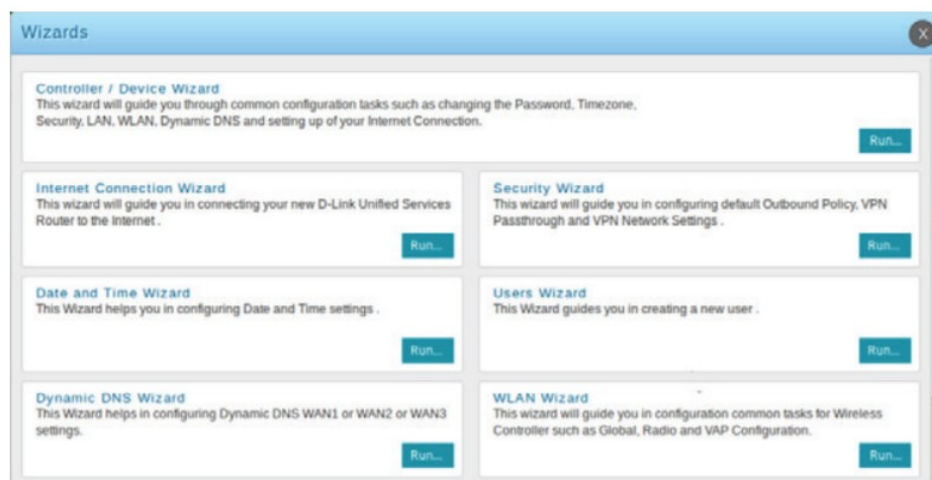 Wizards
X
Controller / Device Wizard
This wizard will guide you through common configuration tasks such as changing the Password, Timezone,
Security, LAN, WLAN, Dynamic DNS and setting up of your Internet Connection.
Run...
Internet Connection Wizard
This wizard will guide you in connecting your new D-Link Unified Services
Router to the Internet .
Run...
Security Wizard
This wizard will guide you in configuring default Outbound Policy, VPN
Passthrough and VPN Network Settings .
Run...
Date and Time Wizard
This Wizard helps you in configuring Date and Time settings .
Run...
Users Wizard
This Wizard guides you in creating a new user .
Run...
Dynamic DNS Wizard
This Wizard helps in configuring Dynamic DNS WAN1 or WAN2 or WAN3
settings.
Run...
WLAN Wizard
This wizard will guide you in configuration common tasks for Wireless
Controller such as Global, Radio and VAP Configuration.
Run...